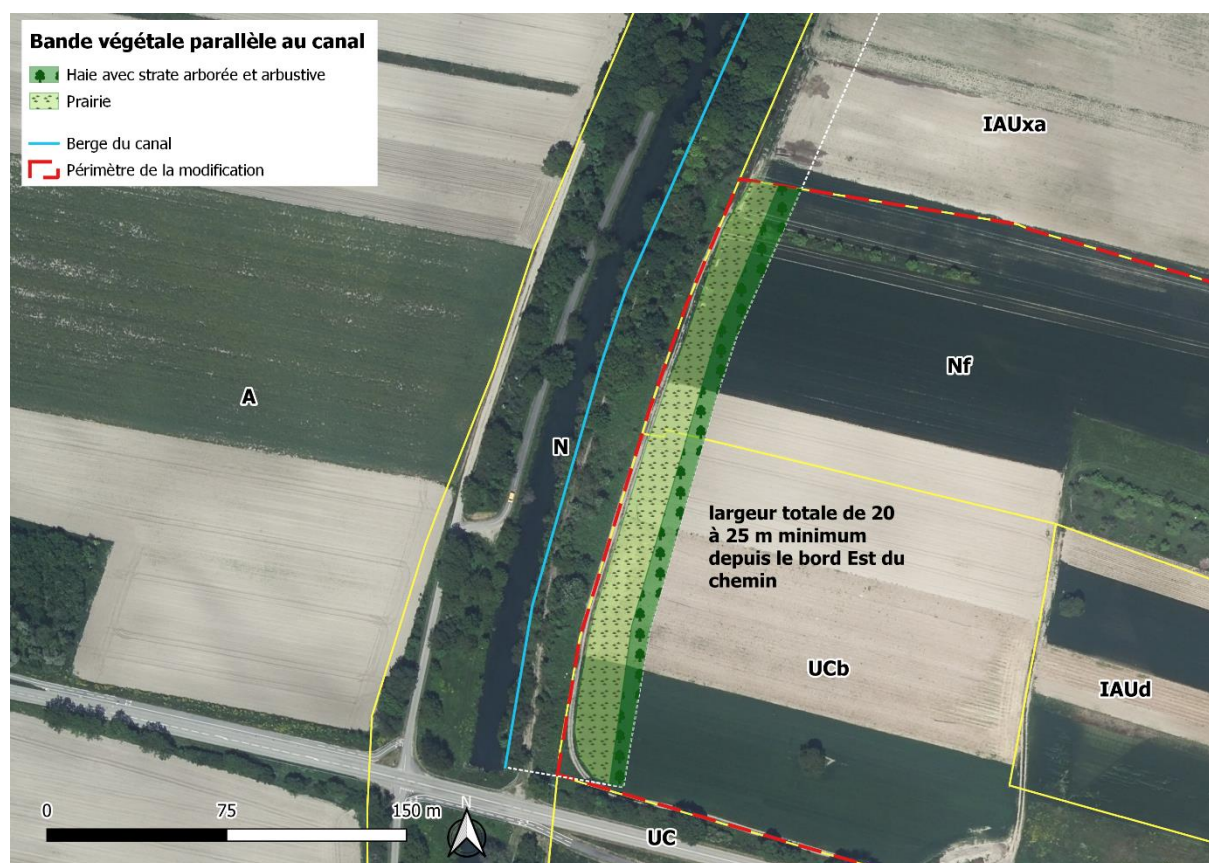 Bande végétale parallèle au canal
Haie avec strate arborée et arbustive
Prairie
Berge du canal
Périmètre de la modification
IAUxa
A
Nf
N
largeur totale de 20
à 25 m minimum
depuis le bord Est du
chemin
UCb
IAUd
0 75 150 m
N
UC